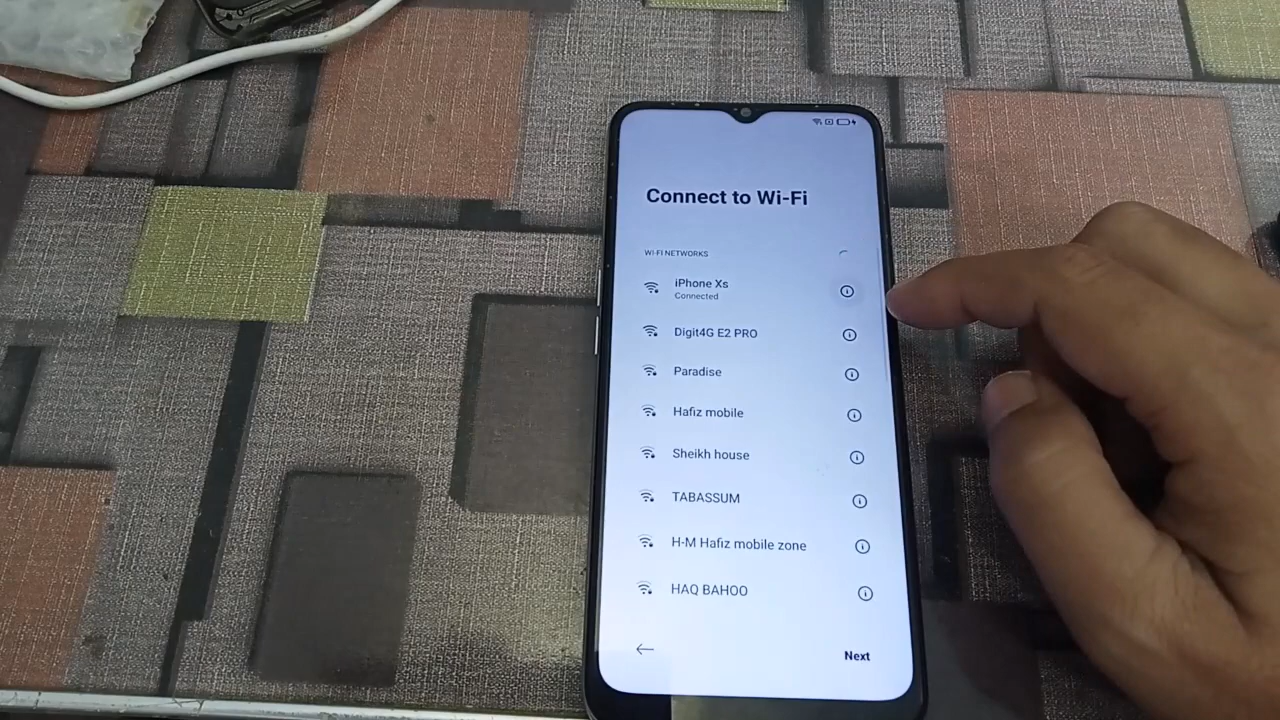 Connect to Wi-Fi
WI-FI NETWORKS
iPhone Xs
Connected
Digit4G E2 PRO
Paradise
Hafiz mobile
Sheikh house
TABASSUM
H-M Hafiz mobile zone
HAQ BAHOO
Next